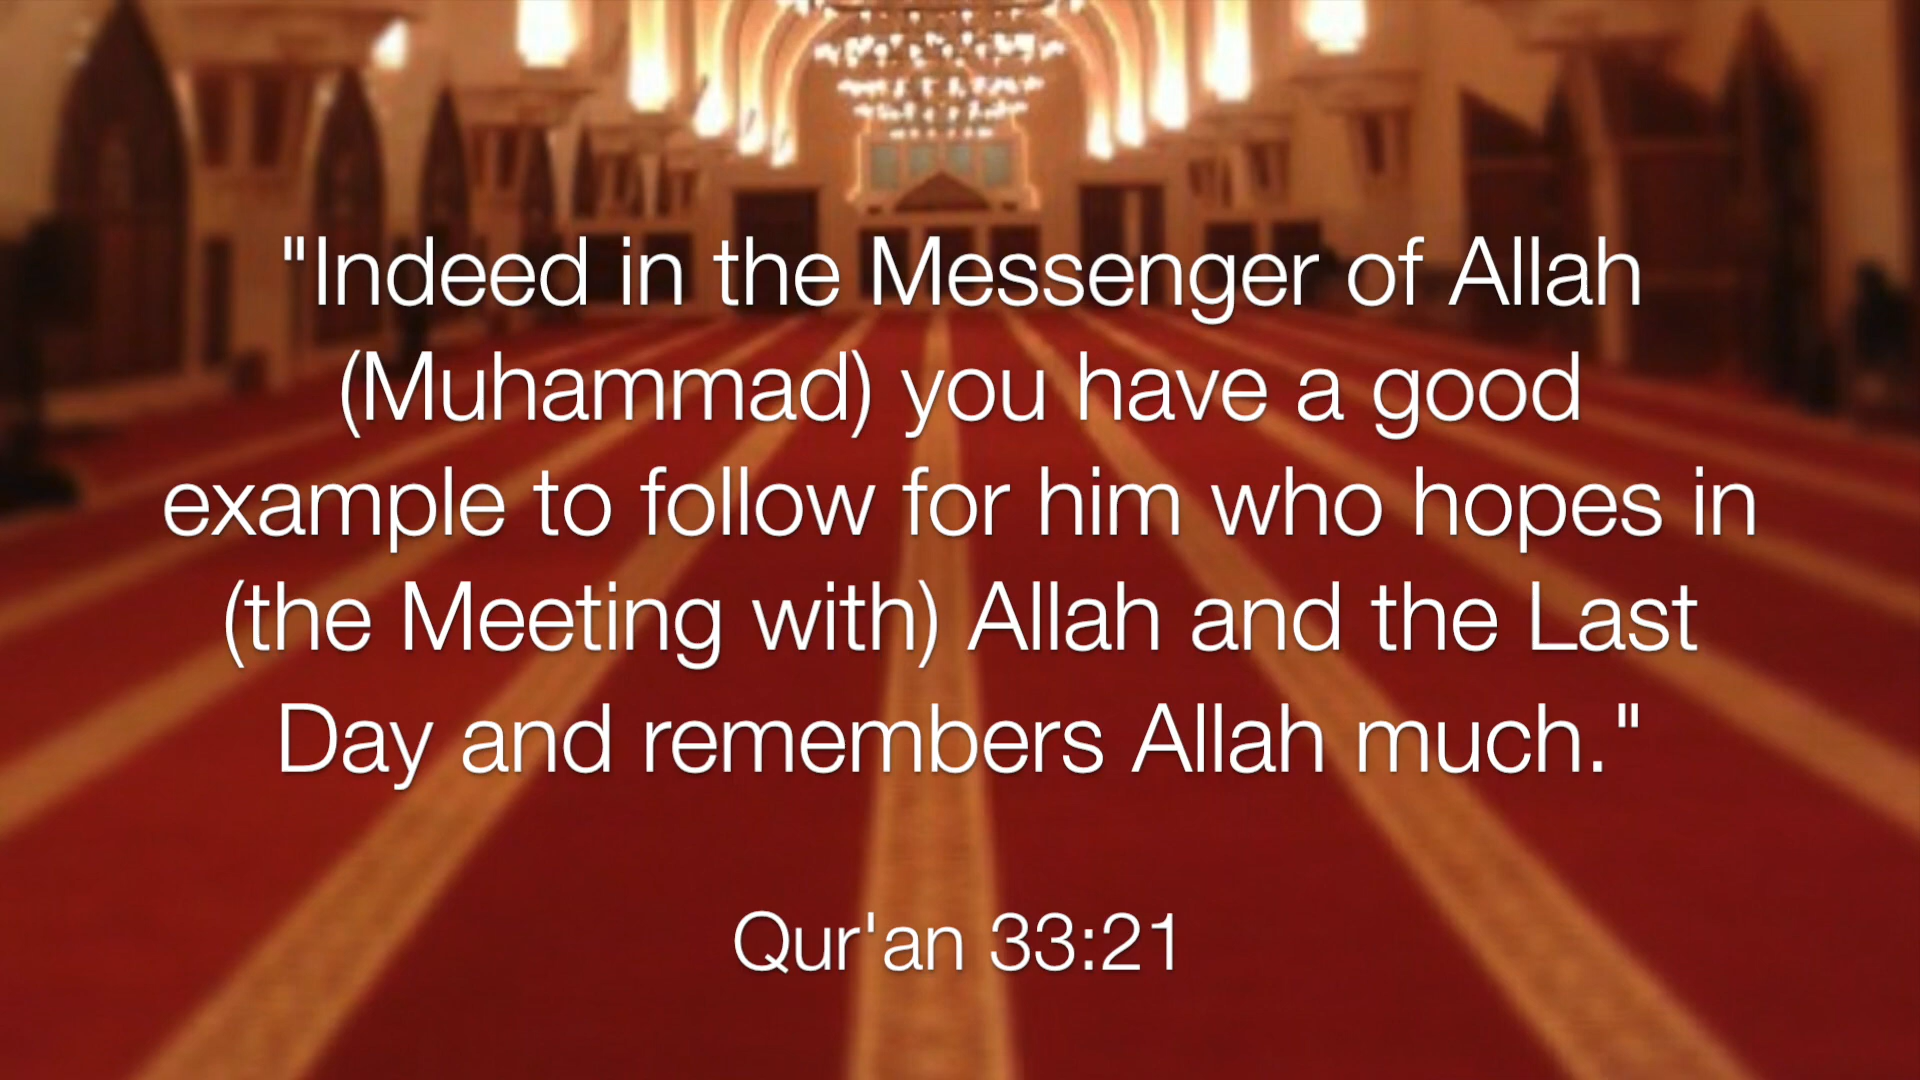 "Indeed in the Messenger of Allah
(Muhammad) you have a good
example to follow for him who hopes in
(the Meeting with) Allah and the Last
Day and remembers Allah much."
Qur'an 33:21